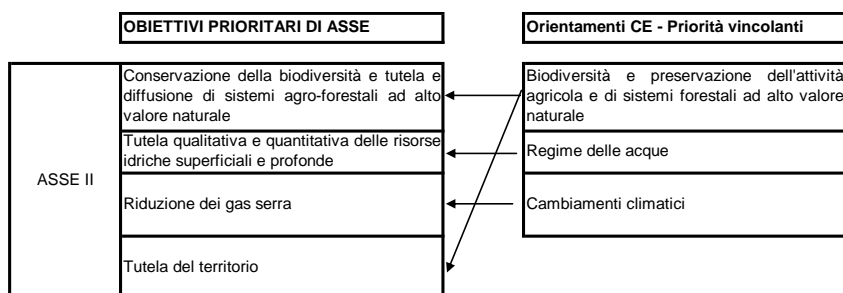 OBIETTIVI PRIORITARI DI ASSE
Orientamenti CE - Priorità vincolanti
ASSE II
Conservazione della biodiversità e tutela e
diffusione di sistemi agro-forestali ad alto
valore naturale
Biodiversità e preservazione dell'attività
agricola e di sistemi forestali ad alto valore
naturale
Tutela qualitativa e quantitativa delle risorse
idriche superficiali e profonde
Regime delle acque
Riduzione dei gas serra
Cambiamenti climatici
Tutela del territorio